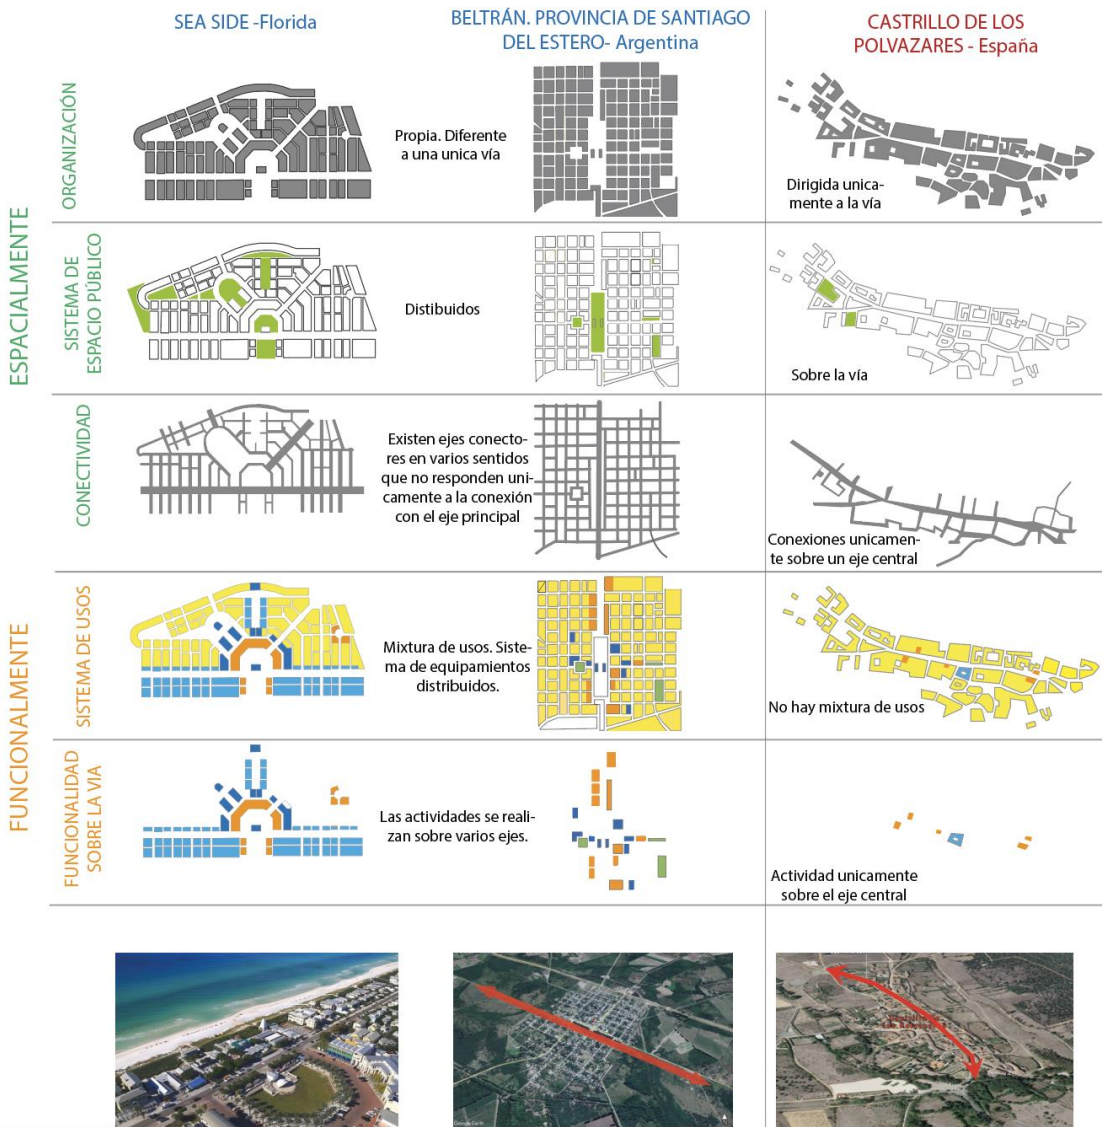 SEA SIDE -Florida
BELTRÁN. PROVINCIA DE SANTIAGO
DEL ESTERO- Argentina
CASTRILLO DE LOS
POLVAZARES - España
ESPACIALMENTE
ORGANIZACIÓN
Propia. Diferente
a una unica vía
Dirigida unica-
mente a la vía
SISTEMA DE
ESPACIO PÚBLICO
Distibuidos
Sobre la vía
CONECTIVIDAD
Existen ejes conecto-
res en varios sentidos
que no responden uni-
camente a la conexión
con el eje principal
Conexiones unicamen-
te sobre un eje central
FUNCIONALMENTE
SISTEMA DE USOS
Mixtura de usos. Siste-
ma de equipamientos
distribuidos.
No hay mixtura de usos
FUNCIONALIDAD
SOBRE LA VIA
Las actividades se reali-
zan sobre varios ejes.
Actividad unicamente
sobre el eje central
Google Earth